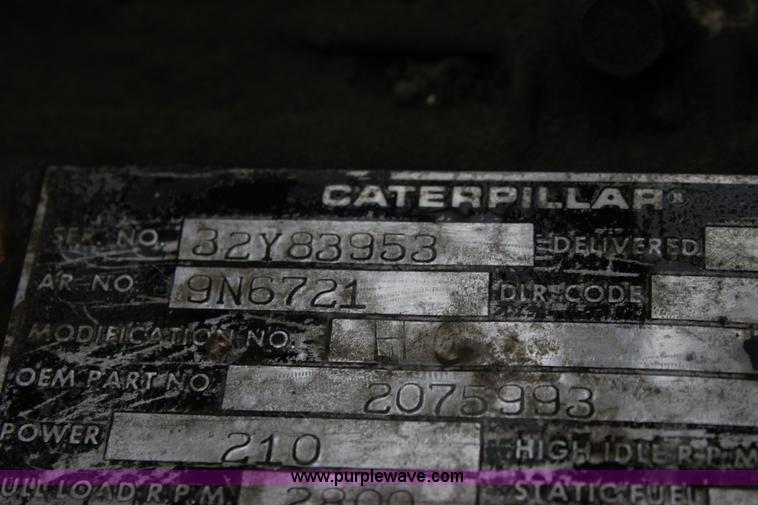 CATERPILLAR®
SER. NO. 32Y83953 DELIVERED
AR NO. 9N6721 DLR CODE
MODIFICATION NO. H
OEM PART NO. 2075993
POWER 210 HIGH IDLE R.P.M
www.purplewave.com
ULL LOAD R.P.M. 2800 STATIC FUEL